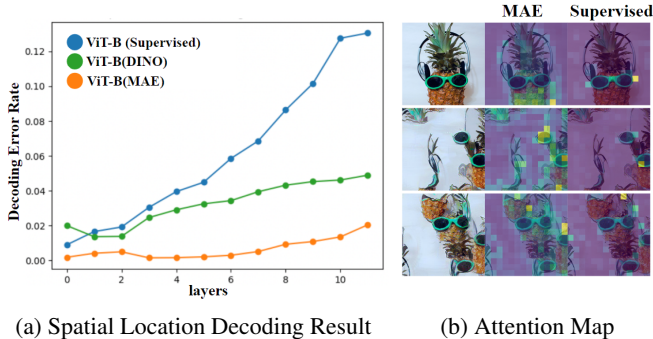 MAE Supervised
0.12
0.10
0.08
0.06
0.04
0.02
0.00
Decoding Error Rate
ViT-B (Supervised)
ViT-B(DINO)
ViT-B(MAE)
0 2 4 6 8 10
layers
(a) Spatial Location Decoding Result
(b) Attention Map